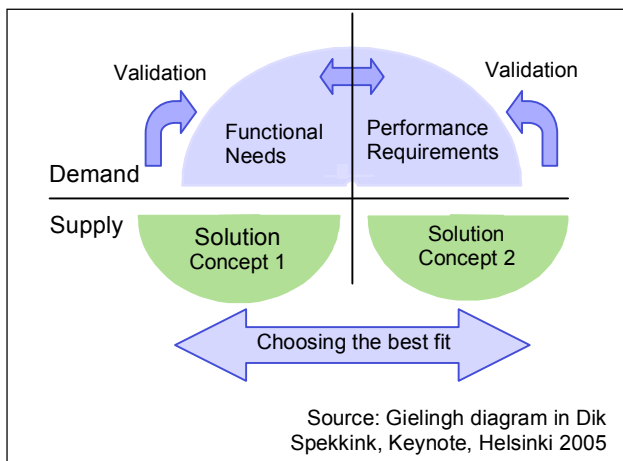 Validation
Validation
Functional
Needs
Performance
Requirements
Demand
Supply
Solution
Concept 1
Solution
Concept 2
Choosing the best fit
Source: Gielingh diagram in Dik
Spekkink, Keynote, Helsinki 2005